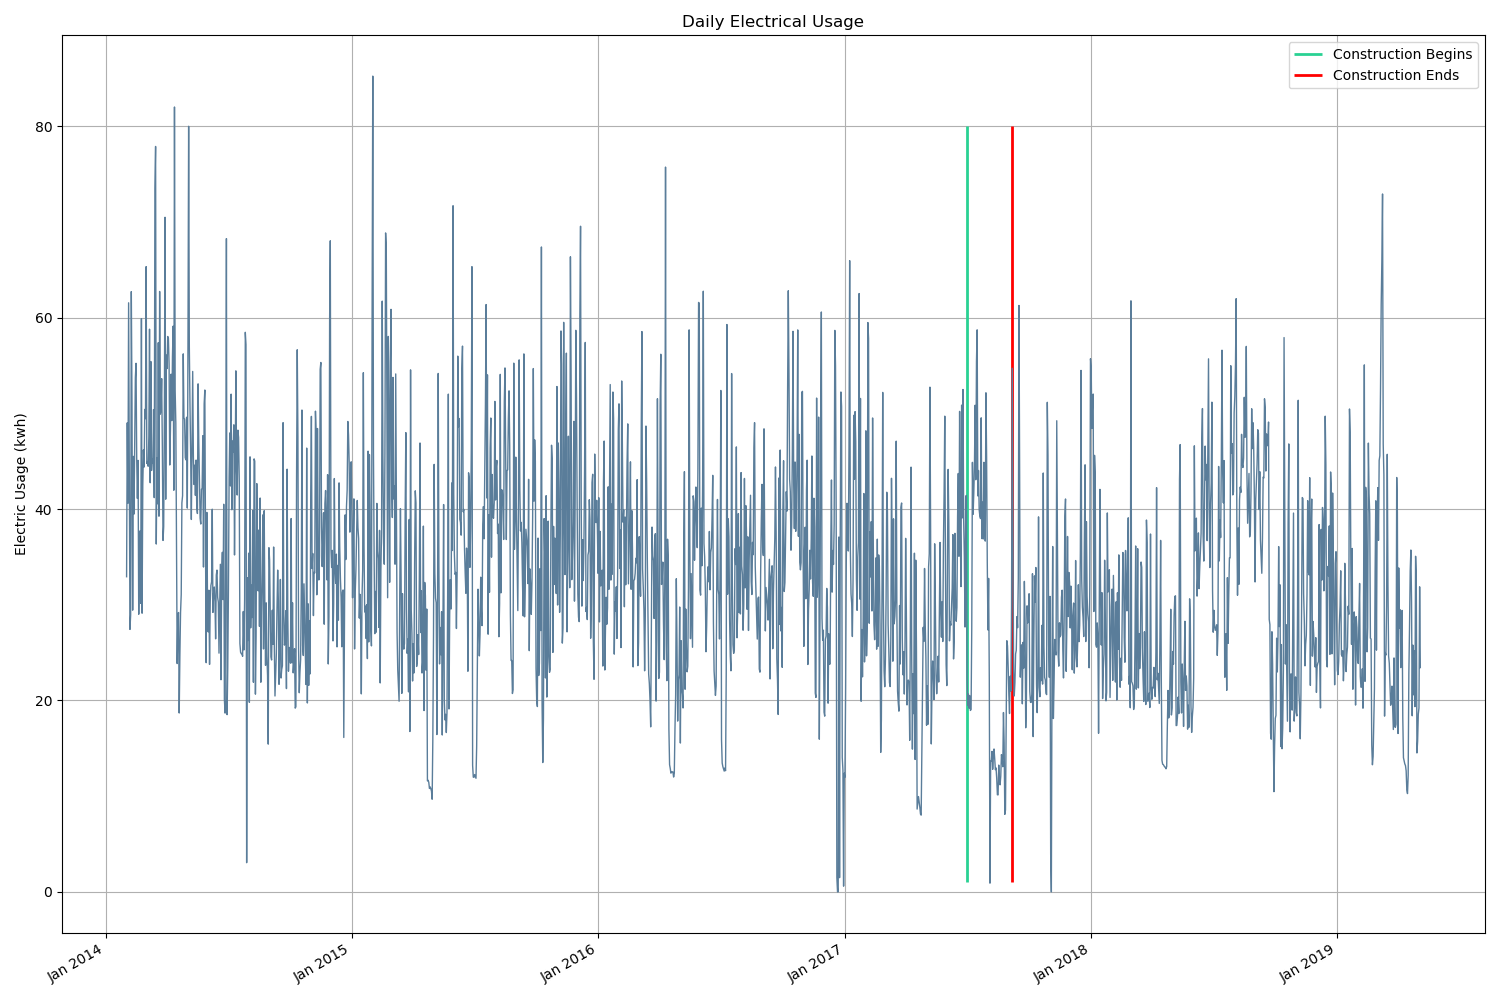 Daily Electrical Usage
Construction Begins
Construction Ends
Electric Usage (kwh)
80
60
40
20
0
Jan 2014
Jan 2015
Jan 2016
Jan 2017
Jan 2018
Jan 2019